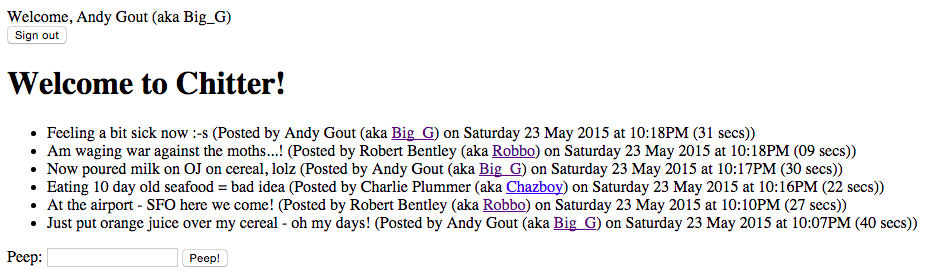 Welcome, Andy Gout (aka Big_G)
Sign out
Welcome to Chitter!
Feeling a bit sick now :-s (Posted by Andy Gout (aka Big_G) on Saturday 23 May 2015 at 10:18PM (31 secs))
Am waging war against the moths...! (Posted by Robert Bentley (aka Robbo) on Saturday 23 May 2015 at 10:18PM (09 secs))
Now poured milk on OJ on cereal, lolz (Posted by Andy Gout (aka Big_G) on Saturday 23 May 2015 at 10:17PM (30 secs))
Eating 10 day old seafood = bad idea (Posted by Charlie Plummer (aka Chazboy) on Saturday 23 May 2015 at 10:16PM (22 secs))
At the airport - SFO here we come! (Posted by Robert Bentley (aka Robbo) on Saturday 23 May 2015 at 10:10PM (27 secs))
Just put orange juice over my cereal - oh my days! (Posted by Andy Gout (aka Big_G) on Saturday 23 May 2015 at 10:07PM (40 secs))
Peep: Peep!